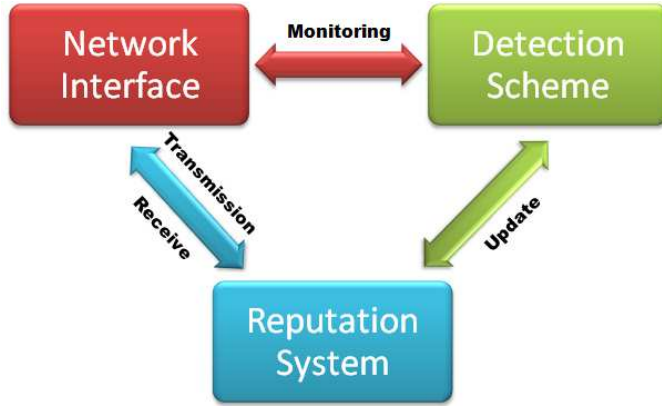 Network
Interface
Monitoring
Detection
Scheme
Transmission
Receive
Update
Reputation
System